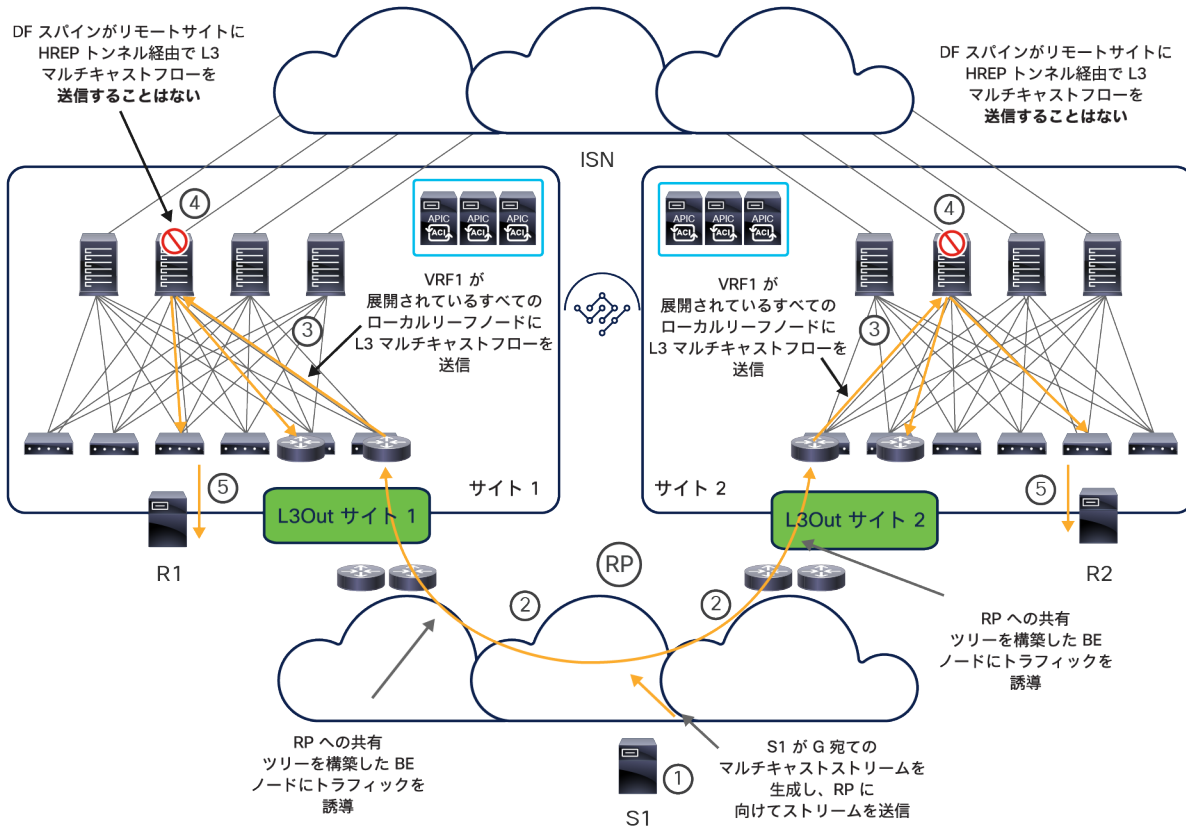 DF スパインがリモートサイトに
HREP トンネル経由で L3
マルチキャストフローを
送信することはない
DF スパインがリモートサイトに
HREP トンネル経由で L3
マルチキャストフローを
送信することはない
ISN
4
APIC
APIC
APIC
ACI
ACI
ACI
VRF1 が
展開されているすべての
ローカルリーフノードに
L3 マルチキャストフローを
送信
3
5
サイト 1
L3Out サイト 1
R1
APIC
APIC
APIC
ACI
ACI
ACI
4
VRF1 が
展開されているすべての
ローカルリーフノードに
L3 マルチキャストフローを
送信
3
サイト 2
5
L3Out サイト 2
R2
RP
2
2
RP への共有
ツリーを構築した BE
ノードにトラフィックを
誘導
RP への共有
ツリーを構築した BE
ノードにトラフィックを
誘導
S1
1
S1 が G 宛ての
マルチキャストストリームを
生成し、RP に
向けてストリームを送信